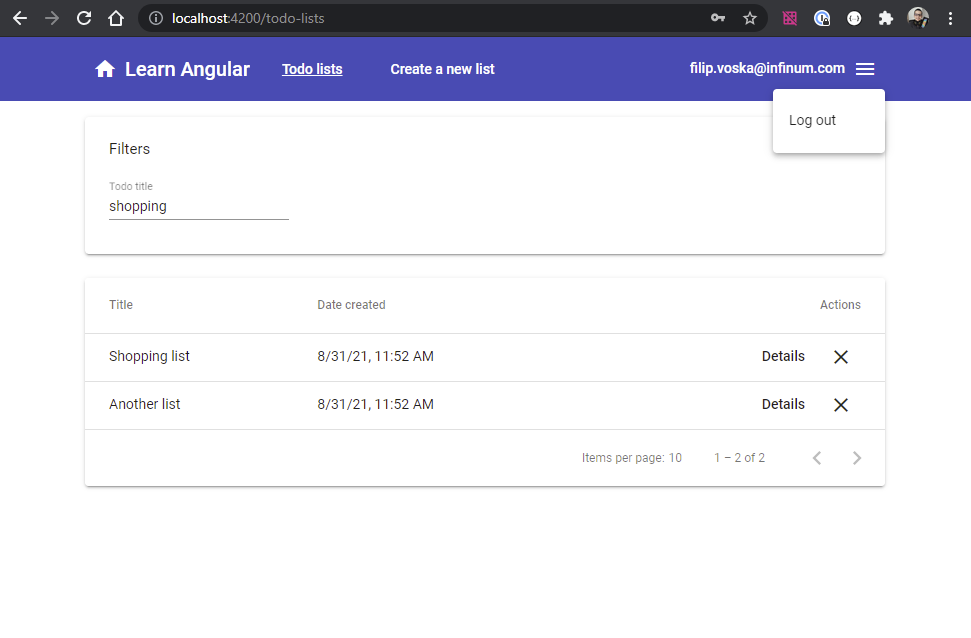 localhost:4200/todo-lists
Learn Angular Todo lists Create a new list filip.voska@infinum.com
Log out
Filters
Todo title
shopping
Title Date created Actions
Shopping list 8/31/21, 11:52 AM Details
Another list 8/31/21, 11:52 AM Details
Items per page: 10 1 – 2 of 2